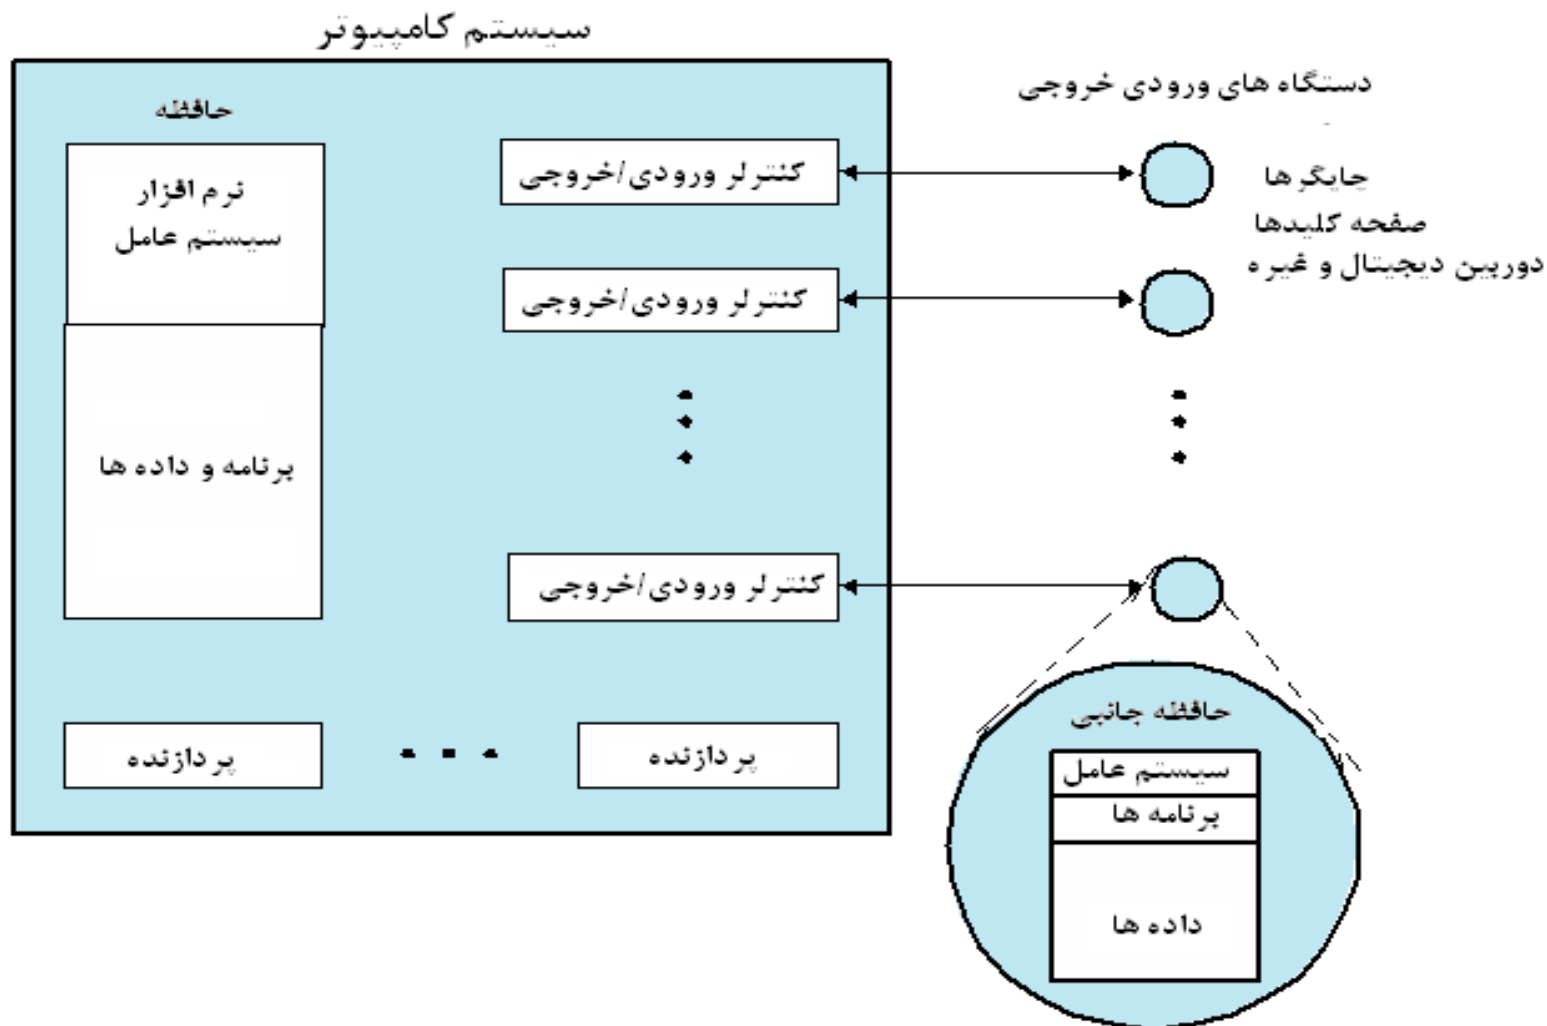 سیستم کامپیوتر
دستگاه های ورودی خروجی
حافظه
نرم افزار
سیستم عامل
برنامه و داده ها
کنترلر ورودی/خروجی
کنترلر ورودی/خروجی
کنترلر ورودی/خروجی
پردازنده
پردازنده
چاپگرها
صفحه کلیدها
دوربین دیجیتال و غیره
حافظه جانبی
سیستم عامل
برنامه ها
داده ها